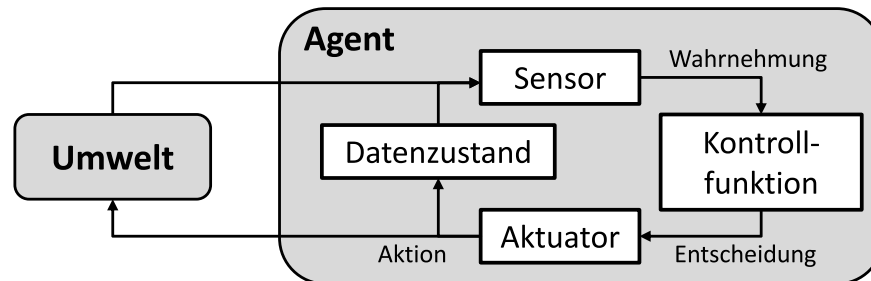 Agent
Sensor
Wahrnehmung
Umwelt
Datenzustand
Kontroll-
funktion
Aktuator
Aktion
Entscheidung